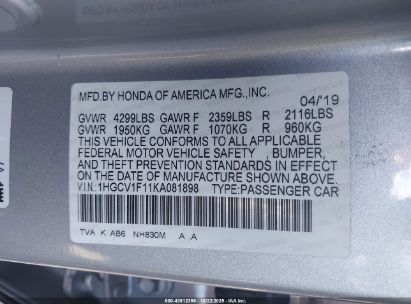 MFD.BY HONDA OF AMERICA MFG.,INC.
04/'19
GVWR 4299LBS GAWR F 2359LBS R 2116LBS
GVWR 1950KG GAWR F 1070KG R 960KG
THIS VEHICLE CONFORMS TO ALL APPLICABLE
FEDERAL MOTOR VEHICLE SAFETY , BUMPER,
AND THEFT PREVENTION STANDARDS IN EFFECT
ON THE DATE OF MANUFACTURE SHOWN ABOVE.
V.I.N.:1HGCV1F11KA081898 TYPE:PASSENGER CAR
TVA K AB6 NH830M .A .A